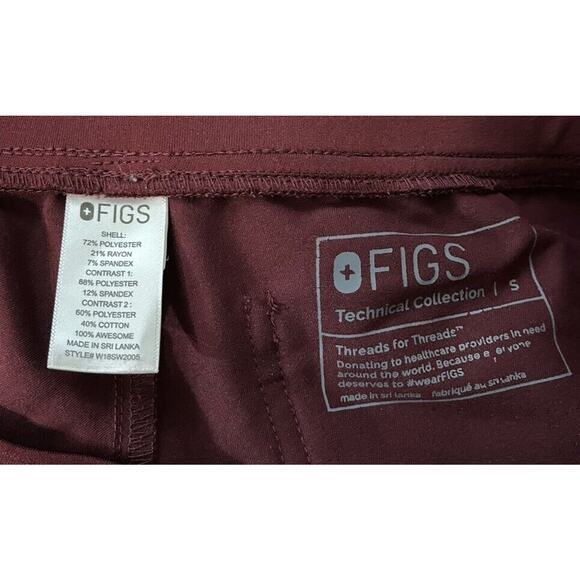 FIGS
SHELL:
72% POLYESTER
21% RAYON
7% SPANDEX
CONTRAST 1:
88% POLYESTER
12% SPANDEX
CONTRAST 2:
60% POLYESTER
40% COTTON
100% AWESOME
MADE IN SRI LANKA
STYLE# W18SW2005
FIGS
Technical Collection | S
Threads for Threads™
Donating to healthcare providers in need
around the world. Because e er yone
deserves to #wearFIGS
made in sri lanka fabriqué au sri lanka